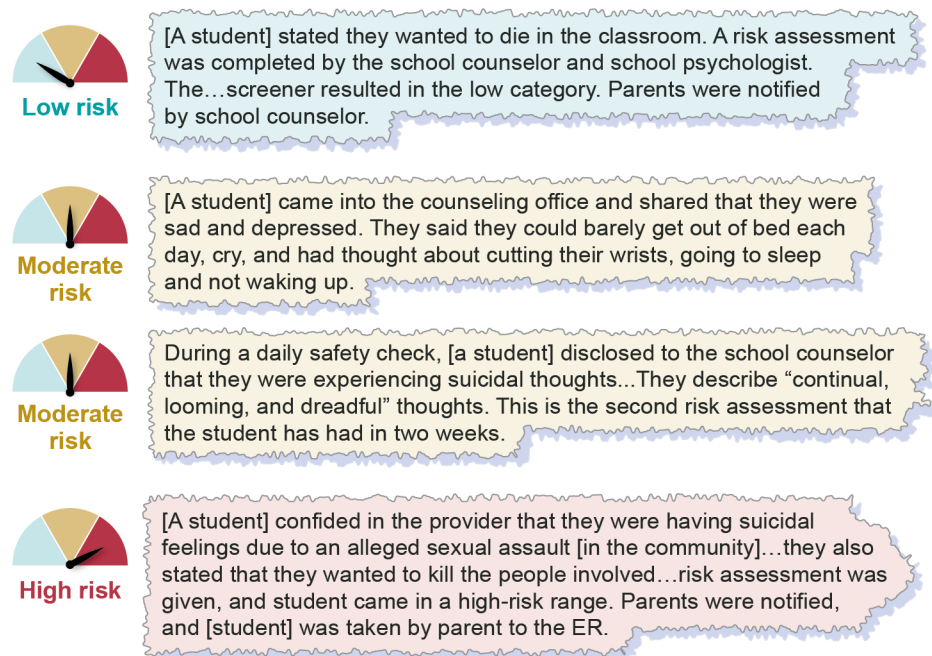 Low risk
[A student] stated they wanted to die in the classroom. A risk assessment
was completed by the school counselor and school psychologist.
The…screener resulted in the low category. Parents were notified
by school counselor.
Moderate
risk
[A student] came into the counseling office and shared that they were
sad and depressed. They said they could barely get out of bed each
day, cry, and had thought about cutting their wrists, going to sleep
and not waking up.
Moderate
risk
During a daily safety check, [a student] disclosed to the school counselor
that they were experiencing suicidal thoughts...They describe “continual,
looming, and dreadful” thoughts. This is the second risk assessment that
the student has had in two weeks.
High risk
[A student] confided in the provider that they were having suicidal
feelings due to an alleged sexual assault [in the community]…they also
stated that they wanted to kill the people involved…risk assessment was
given, and student came in a high-risk range. Parents were notified,
and [student] was taken by parent to the ER.